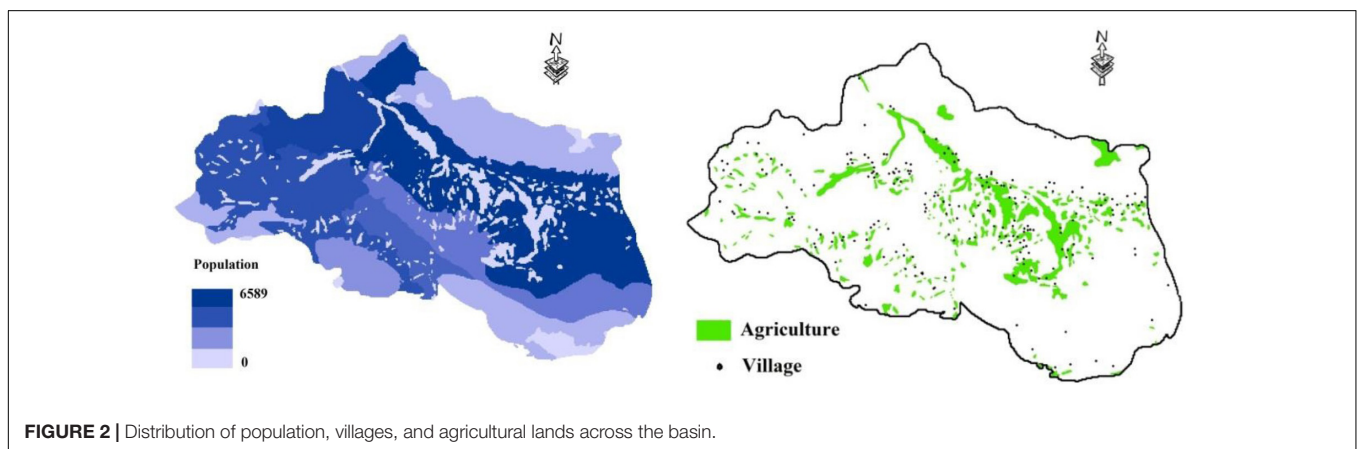 N
Population
6589
0
N
Agriculture
Village
FIGURE 2 | Distribution of population, villages, and agricultural lands across the basin.